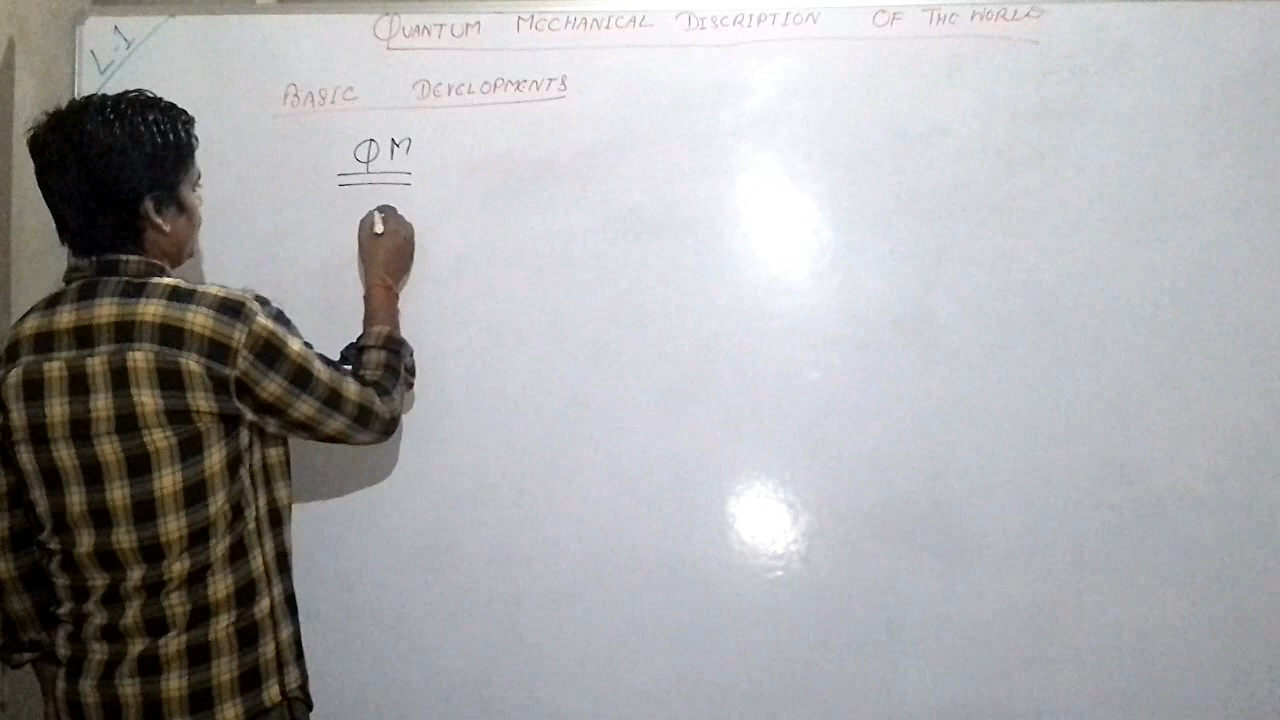 L-1
QUANTUM MECHANICAL DISCRIPTION OF THE WORLD
BASIC DEVELOPMENTS
QM